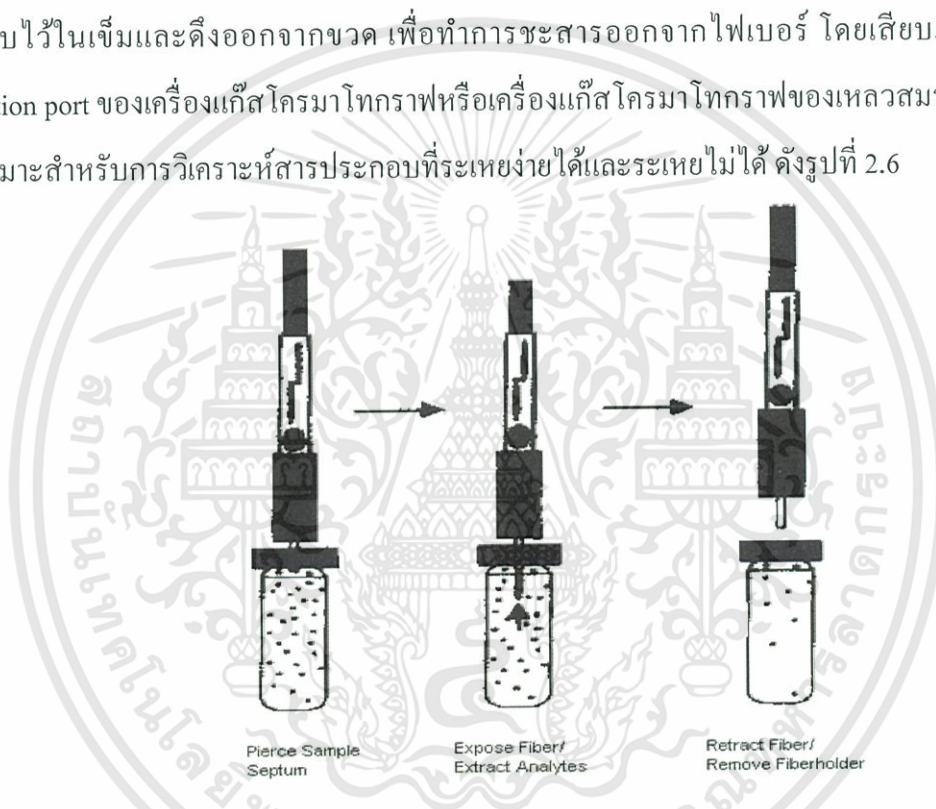 บไว้ในเข็มและดึงออกจากขวด เพื่อทำการชะสารออกจากไฟเบอร์ โดยเสียบ
tion port ของเครื่องแก๊สโครมาโทกราฟหรือเครื่องแก๊สโครมาโทกราฟของเหลวสมร
มาะสำหรับการวิเคราะห์สารประกอบที่ระเหยง่ายได้และระเหยไม่ได้ ดังรูปที่ 2.6
Pierce Sample
Septum
Expose Fiber/
Extract Analytes
Retract Fiber/
Remove Fiberholder